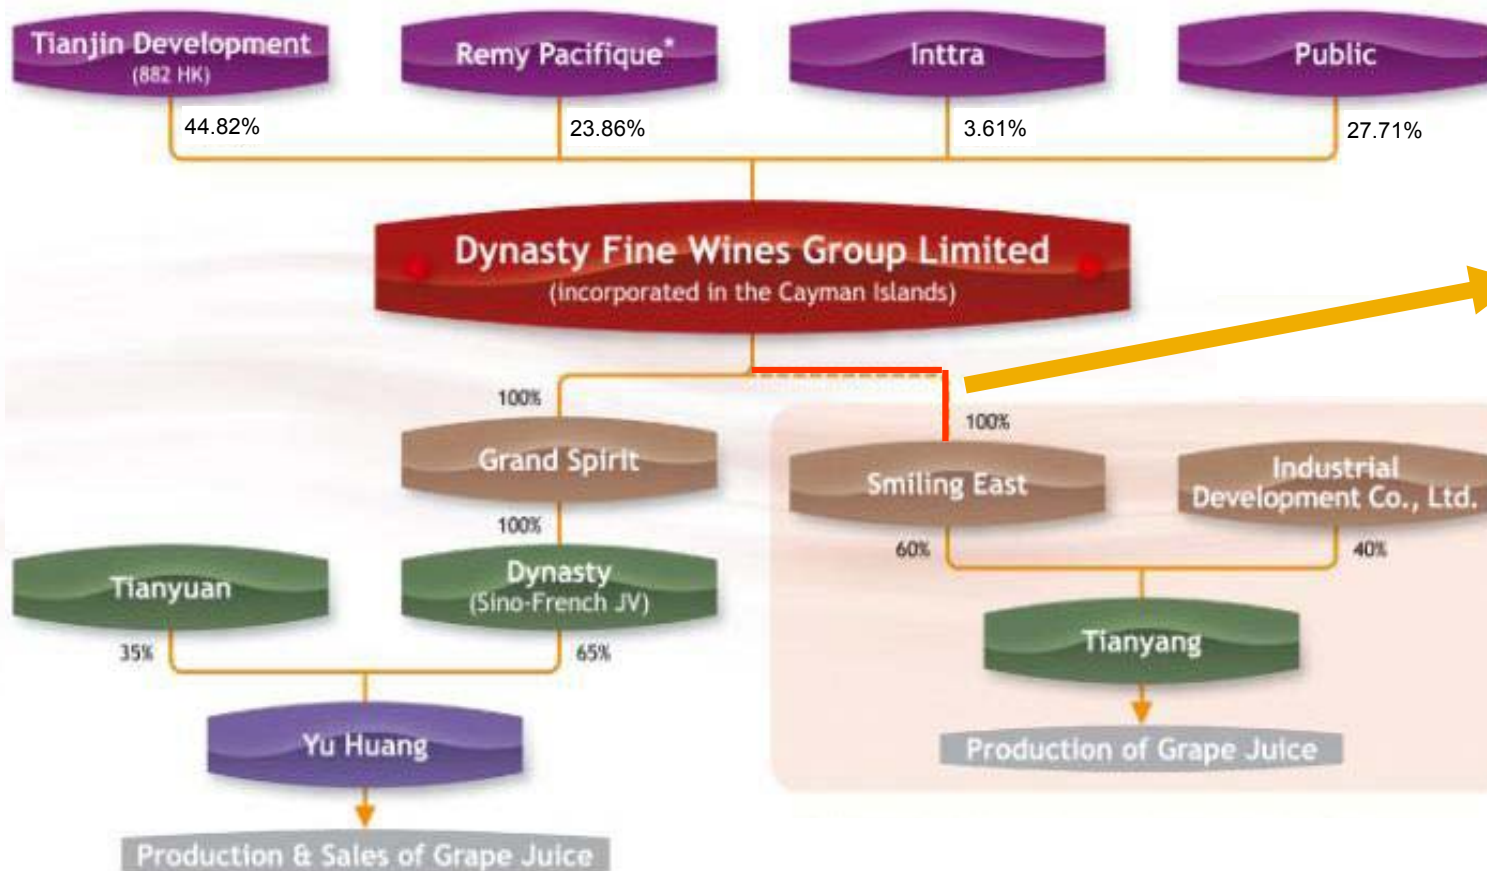 Tianjin Development
(882 HK)
Remy Pacifique*
Inttra
Public
44.82%
23.86%
3.61%
27.71%
Dynasty Fine Wines Group Limited
(incorporated in the Cayman Islands)
100%
100%
Grand Spirit
Smiling East
Industrial
Development Co., Ltd.
100%
60%
40%
Tianyuan
Dynasty
(Sino-French JV)
Tianyang
35%
65%
Yu Huang
Production of Grape Juice
Production & Sales of Grape Juice